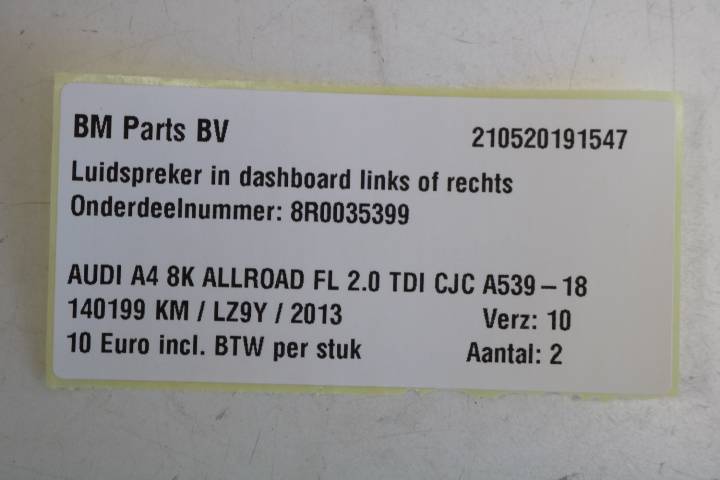 BM Parts BV 210520191547
Luidspreker in dashboard links of rechts
Onderdeelnummer: 8R0035399
AUDI A4 8K ALLROAD FL 2.0 TDI CJC A539-18
140199 KM / LZ9Y / 2013 Verz: 10
10 Euro incl. BTW per stuk Aantal: 2